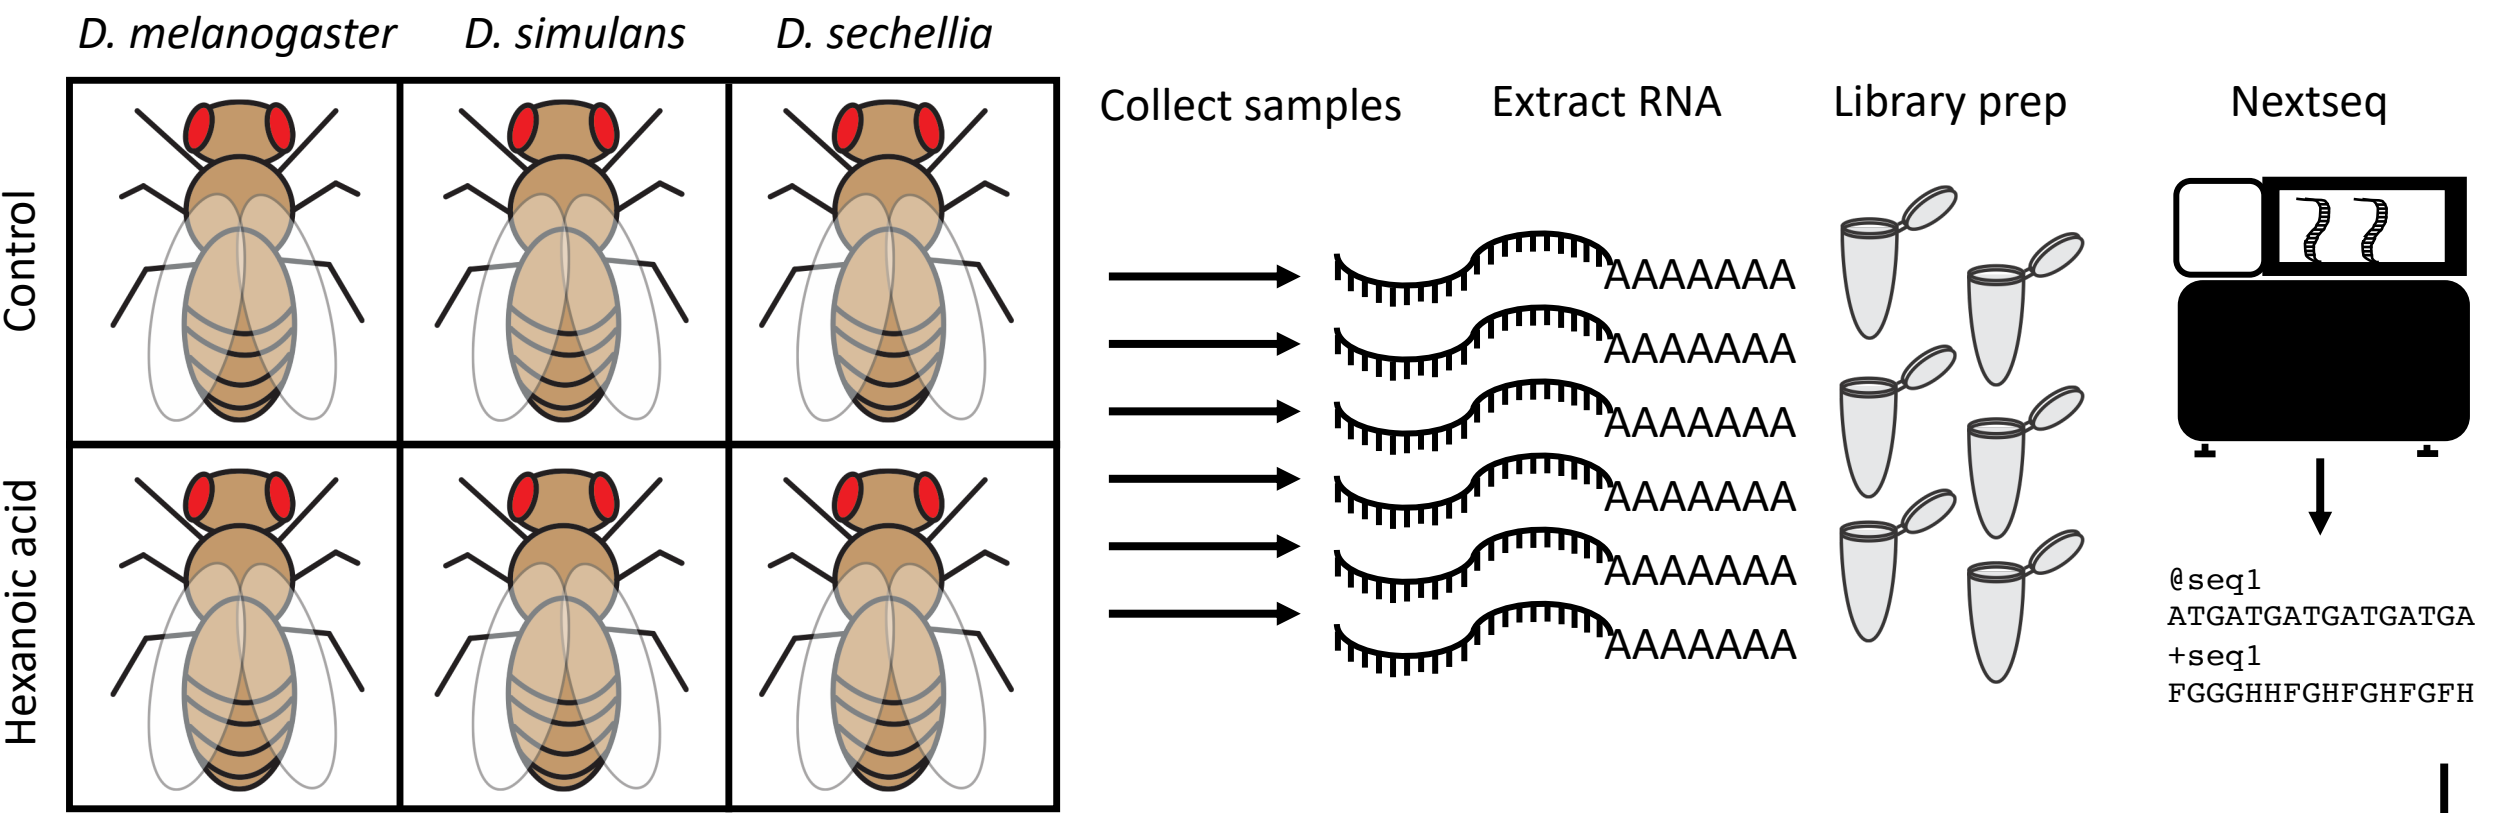 D. melanogaster
D. simulans
D. sechellia
Control
Hexanoic acid
Collect samples
Extract RNA
Library prep
Nextseq
AAAAAAA
AAAAAAA
AAAAAAA
AAAAAAA
AAAAAAA
AAAAAAA
@seq1
ATGATGATGATGATGA
+seq1
FGGGHHFGHFGHFGFH